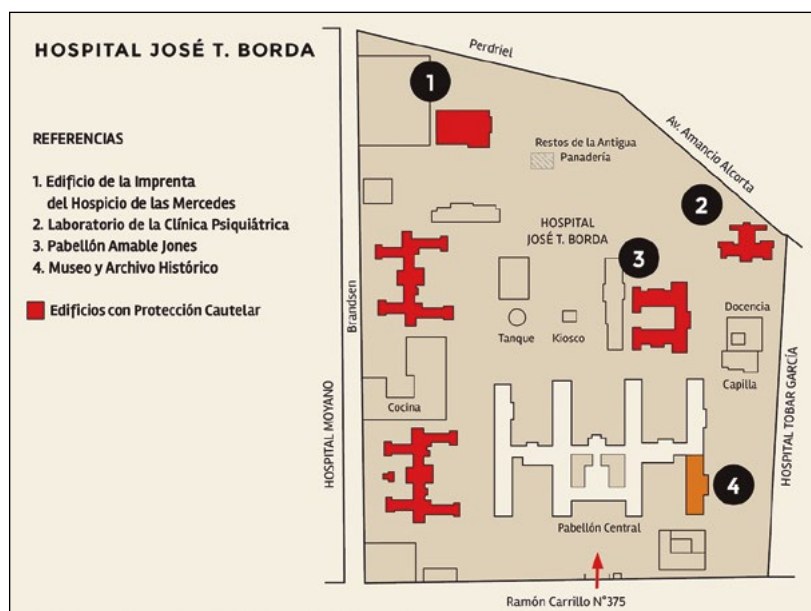 HOSPITAL JOSÉ T. BORDA
REFERENCIAS
1. Edificio de la Imprenta
del Hospicio de las Mercedes
2. Laboratorio de la Clínica Psiquiátrica
3. Pabellón Amable Jones
4. Museo y Archivo Histórico
Edificios con Protección Cautelar
Perdriel
1
Av. Amancio Alcorta
Restos de la Antigua
Panadería
2
HOSPITAL
JOSÉ T. BORDA
3
Brandsen
Docencia
Tanque
Kiosco
Capilla
Cocina
HOSPITAL MOYANO
HOSPITAL TOBAR GARCÍA
4
Pabellón Central
Ramón Carrillo N°375